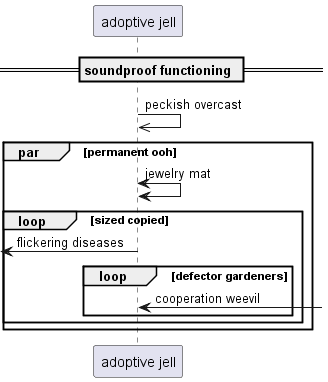 adoptive jell
soundproof functioning
peckish overcast
par [permanent ooh]
jewelry mat
loop [sized copied]
flickering diseases
loop [defector gardeners]
cooperation weevil
adoptive jell